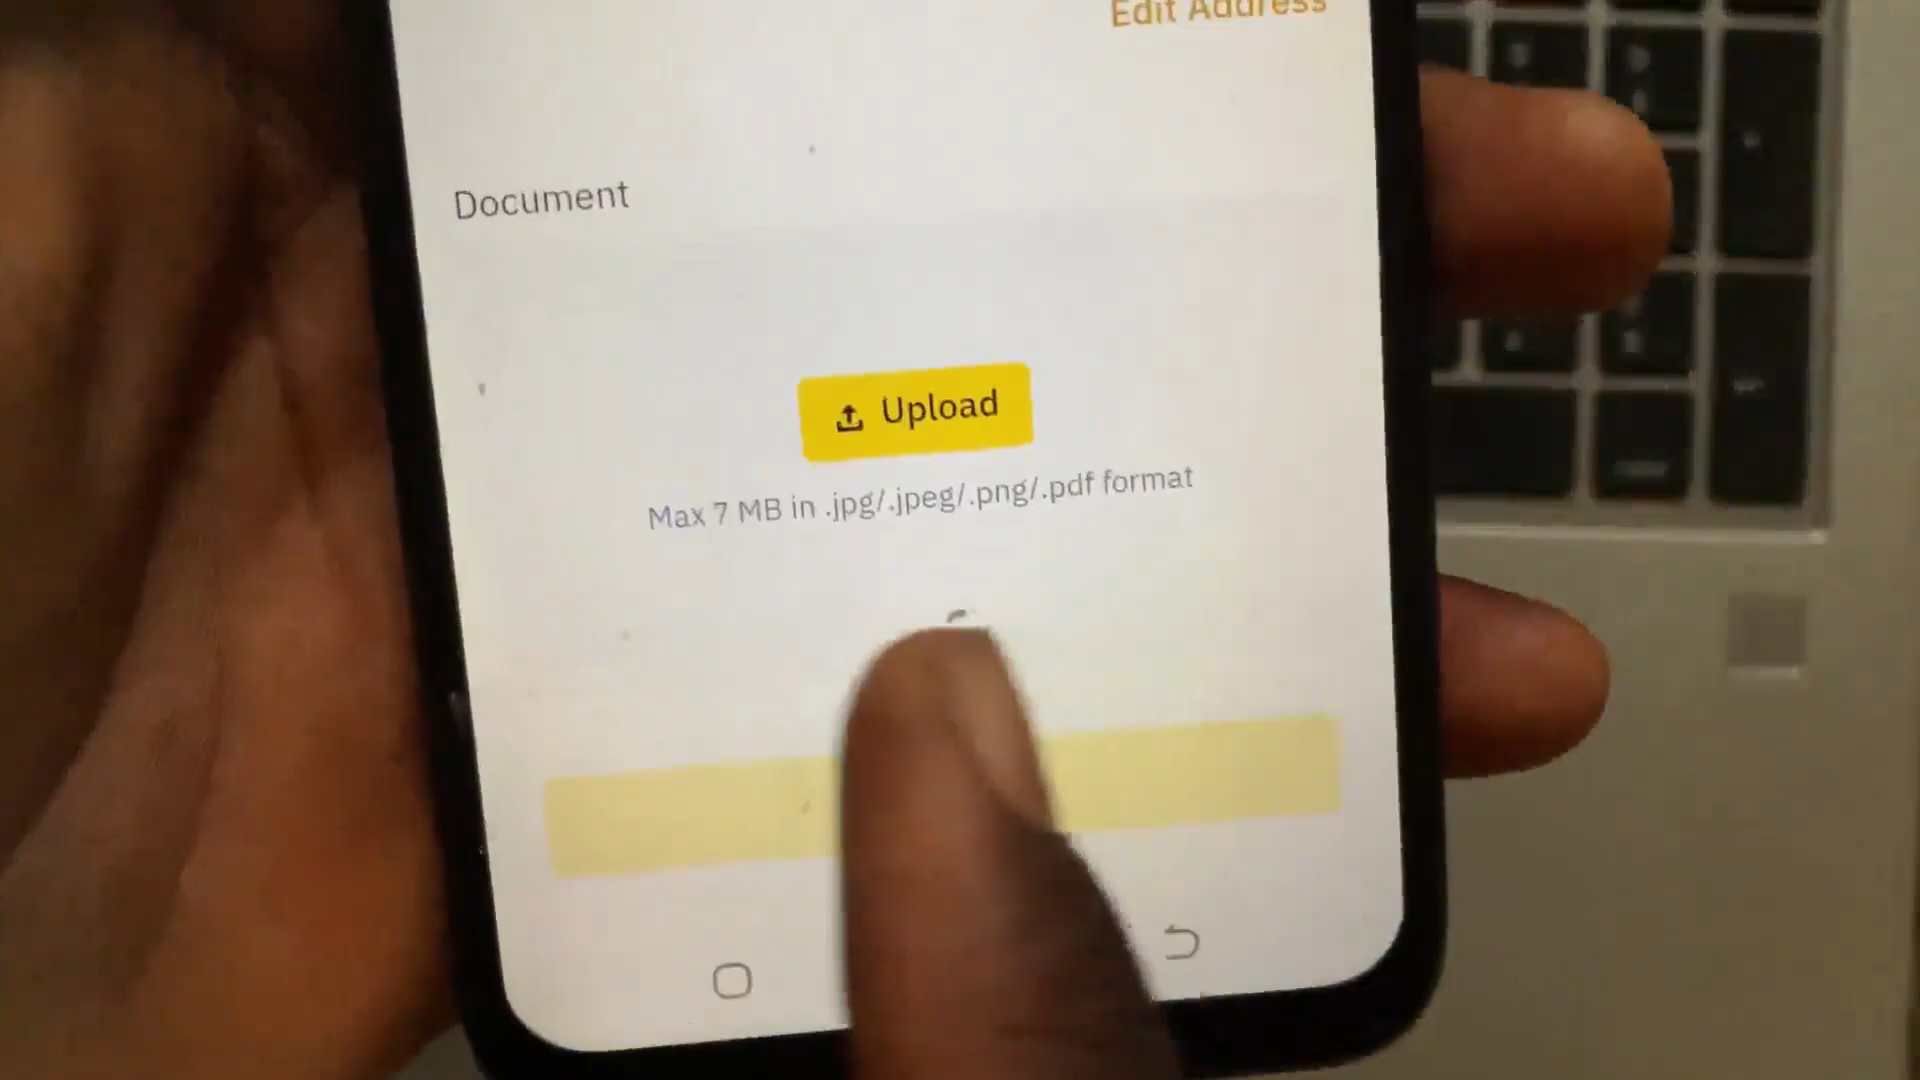 Edit Address
Document
Upload
Max 7 MB in .jpg/.jpeg/.png/.pdf format